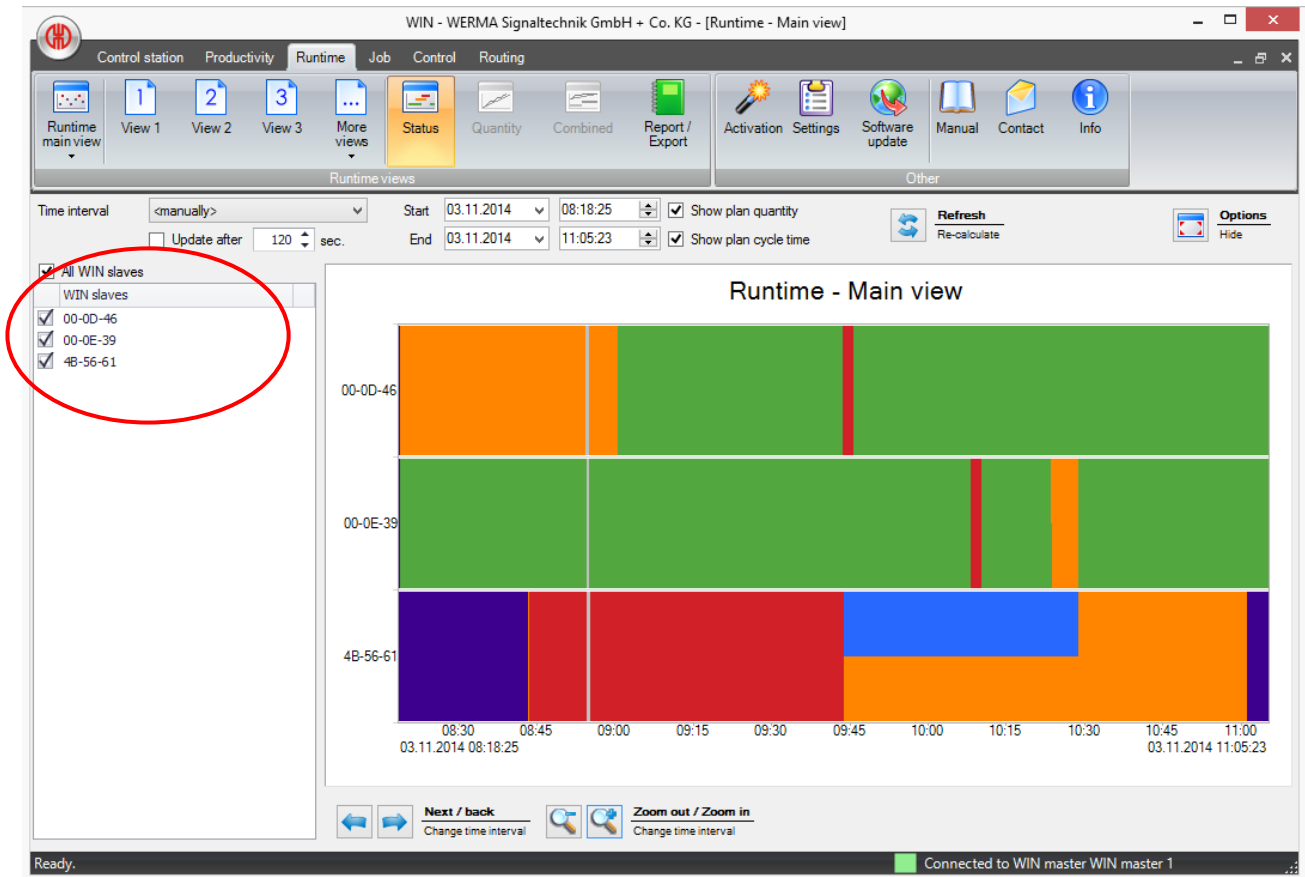 WIN - WERMA Signaltechnik GmbH + Co. KG - [Runtime - Main view]
Control station Productivity Runtime Job Control Routing
1 2 3 ...
Runtime main view View 1 View 2 View 3 More views Status Quantity Combined Report / Export Activation Settings Software update Manual Contact Info
Runtime views Other
Time interval <manually> Start 03.11.2014 08:18:25 Show plan quantity Refresh Options
Update after 120 sec. End 03.11.2014 11:05:23 Show plan cycle time Re-calculate Hide
All WIN slaves
WIN slaves
00-0D-46
00-0E-39
4B-56-61
Runtime - Main view
00-0D-46
00-0E-39
4B-56-61
08:30 08:45 09:00 09:15 09:30 09:45 10:00 10:15 10:30 10:45 11:00
03.11.2014 08:18:25 03.11.2014 11:05:23
Next / back Zoom out / Zoom in
Change time interval Change time interval
Ready. Connected to WIN master WIN master 1